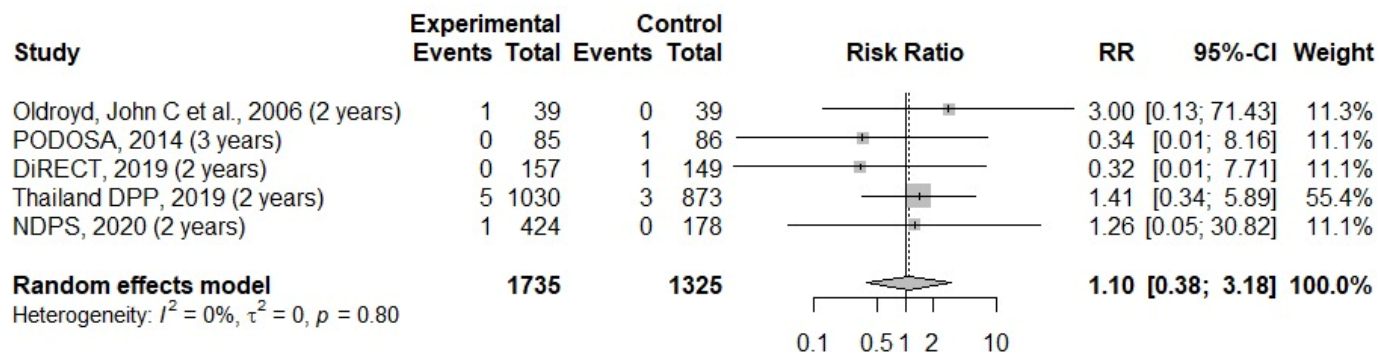 Experimental Control
Study Events Total Events Total Risk Ratio RR 95%-CI Weight
Oldroyd, John C et al., 2006 (2 years) 1 39 0 39 3.00 [0.13; 71.43] 11.3%
PODOSA, 2014 (3 years) 0 85 1 86 0.34 [0.01; 8.16] 11.1%
DiRECT, 2019 (2 years) 0 157 1 149 0.32 [0.01; 7.71] 11.1%
Thailand DPP, 2019 (2 years) 5 1030 3 873 1.41 [0.34; 5.89] 55.4%
NDPS, 2020 (2 years) 1 424 0 178 1.26 [0.05; 30.82] 11.1%
Random effects model 1735 1325 1.10 [0.38; 3.18] 100.0%
Heterogeneity: I² = 0%, τ² = 0, p = 0.80
0.1 0.5 1 2 10